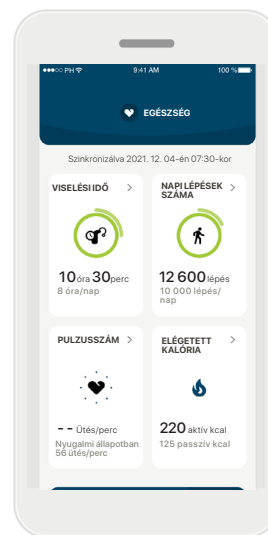 PH 9:41 AM 100 %
EGÉSZSÉG
Szinkronizálva 2021. 12. 04-én 07:30-kor
VISELÉSI IDŐ
10 óra 30 perc
8 óra/nap
NAPI LÉPÉSEK
SZÁMA
12 600 lépés
10 000 lépés/
nap
PULZUSSZÁM
-- Ütés/perc
Nyugalmi állapotban
56 ütés/perc
ELÉGETETT
KALÓRIA
220 aktív kcal
125 passzív kcal